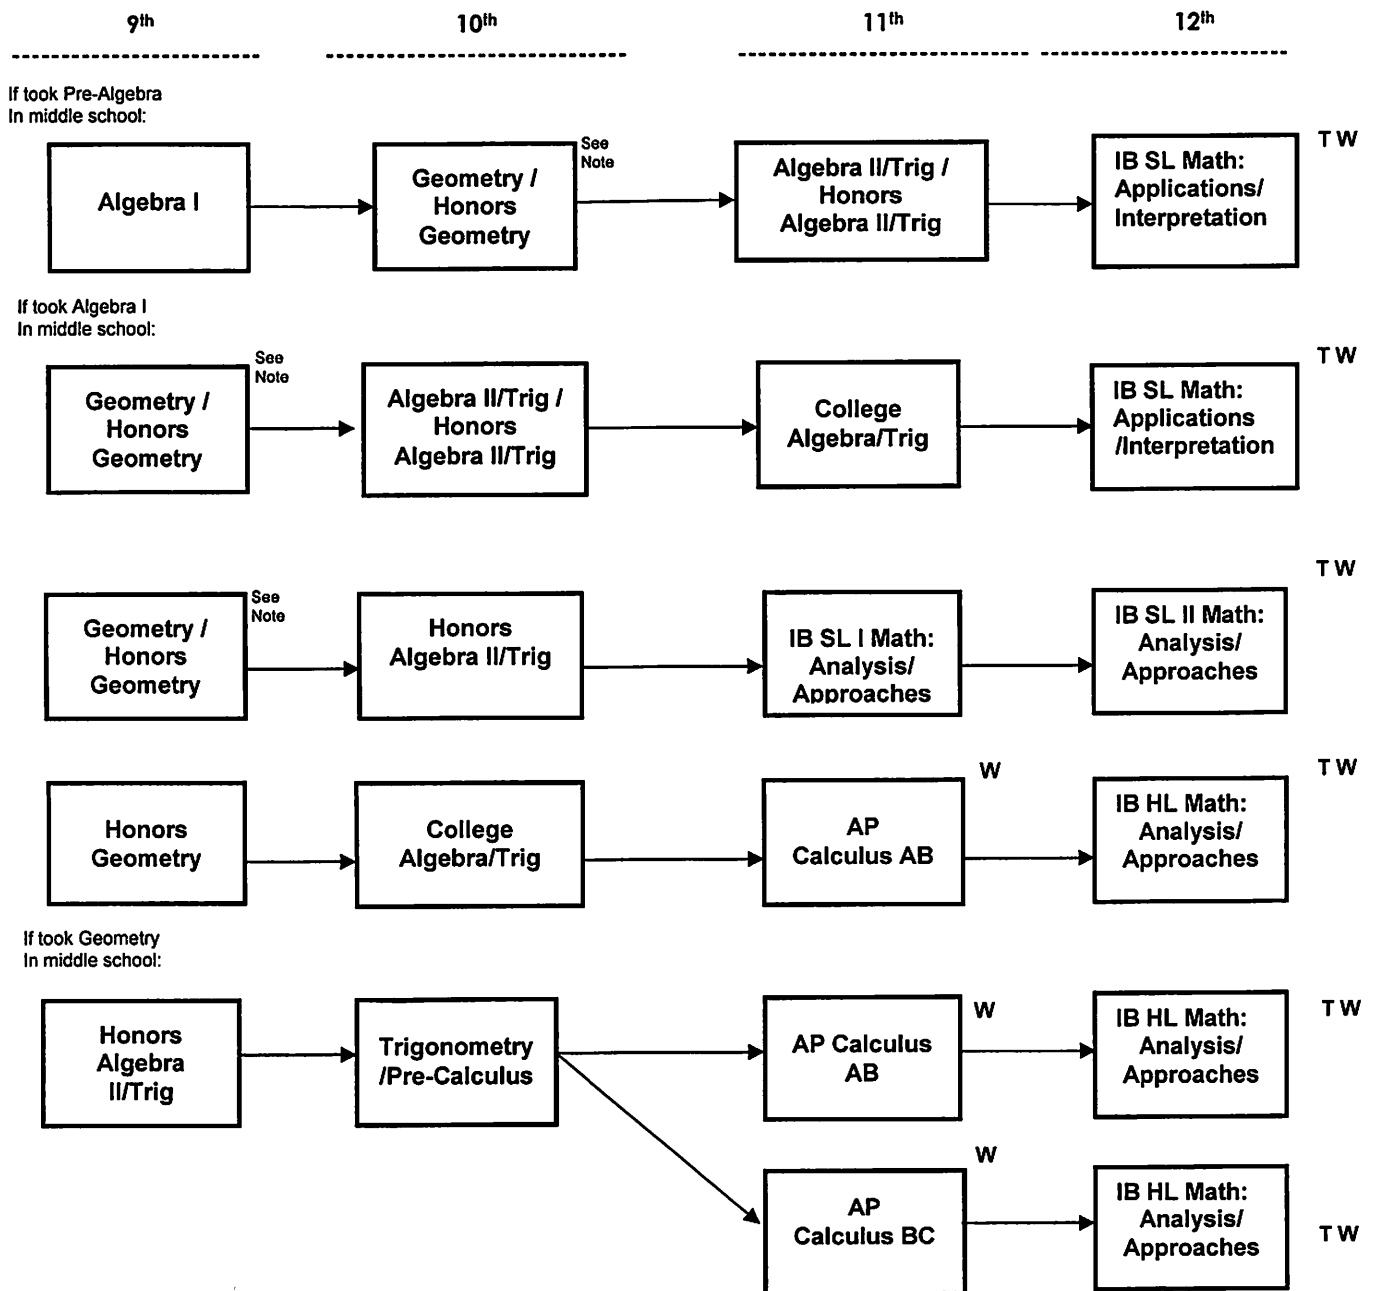 9th 10th 11th 12th
If took Pre-Algebra
In middle school:
Algebra I
Geometry /
Honors
Geometry
See
Note
Algebra II/Trig /
Honors
Algebra II/Trig
IB SL Math:
Applications/
Interpretation
T W
If took Algebra I
In middle school:
Geometry /
Honors
Geometry
See
Note
Algebra II/Trig /
Honors
Algebra II/Trig
College
Algebra/Trig
IB SL Math:
Applications
/Interpretation
T W
Geometry /
Honors
Geometry
See
Note
Honors
Algebra II/Trig
IB SL I Math:
Analysis/
Approaches
IB SL II Math:
Analysis/
Approaches
T W
Honors
Geometry
College
Algebra/Trig
AP
Calculus AB
W
IB HL Math:
Analysis/
Approaches
T W
If took Geometry
In middle school:
Honors
Algebra
II/Trig
Trigonometry
/Pre-Calculus
AP Calculus
AB
W
IB HL Math:
Analysis/
Approaches
T W
AP
Calculus BC
W
IB HL Math:
Analysis/
Approaches
T W